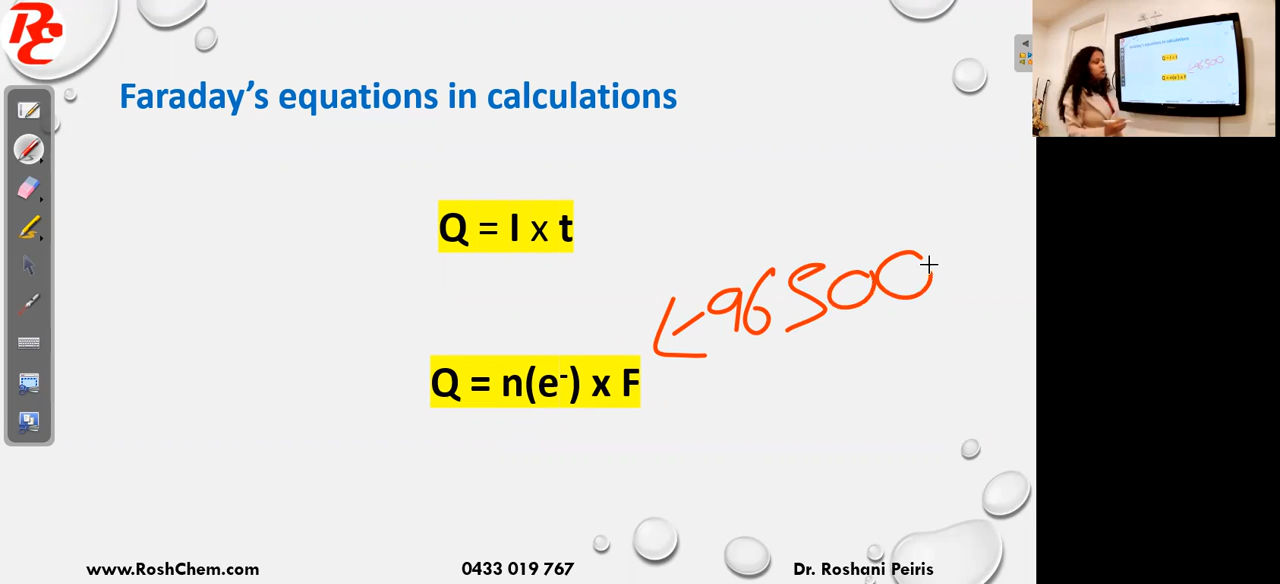 RC
Faraday's equations in calculations
Q = I x t
96500
Q = n(e⁻) x F
www.RoshChem.com 0433 019 767 Dr. Roshani Peiris